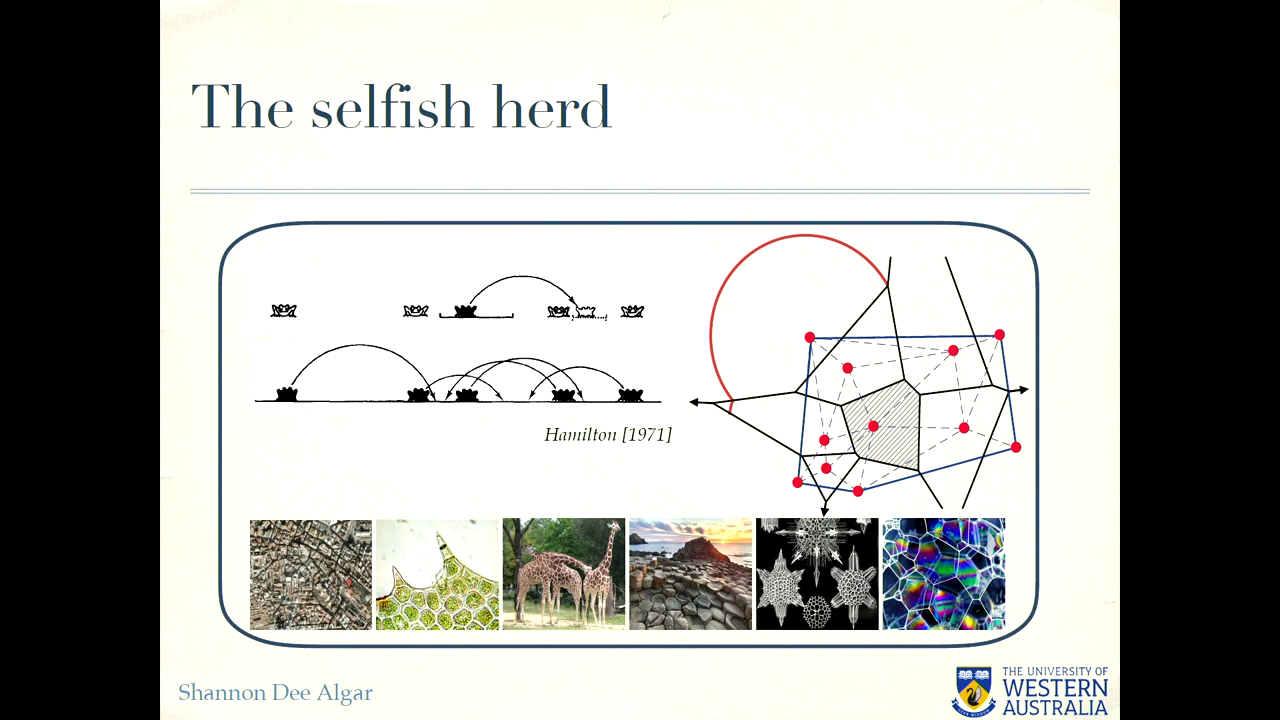 The selfish herd
Hamilton [1971]
Shannon Dee Algar
THE UNIVERSITY OF
WESTERN
AUSTRALIA